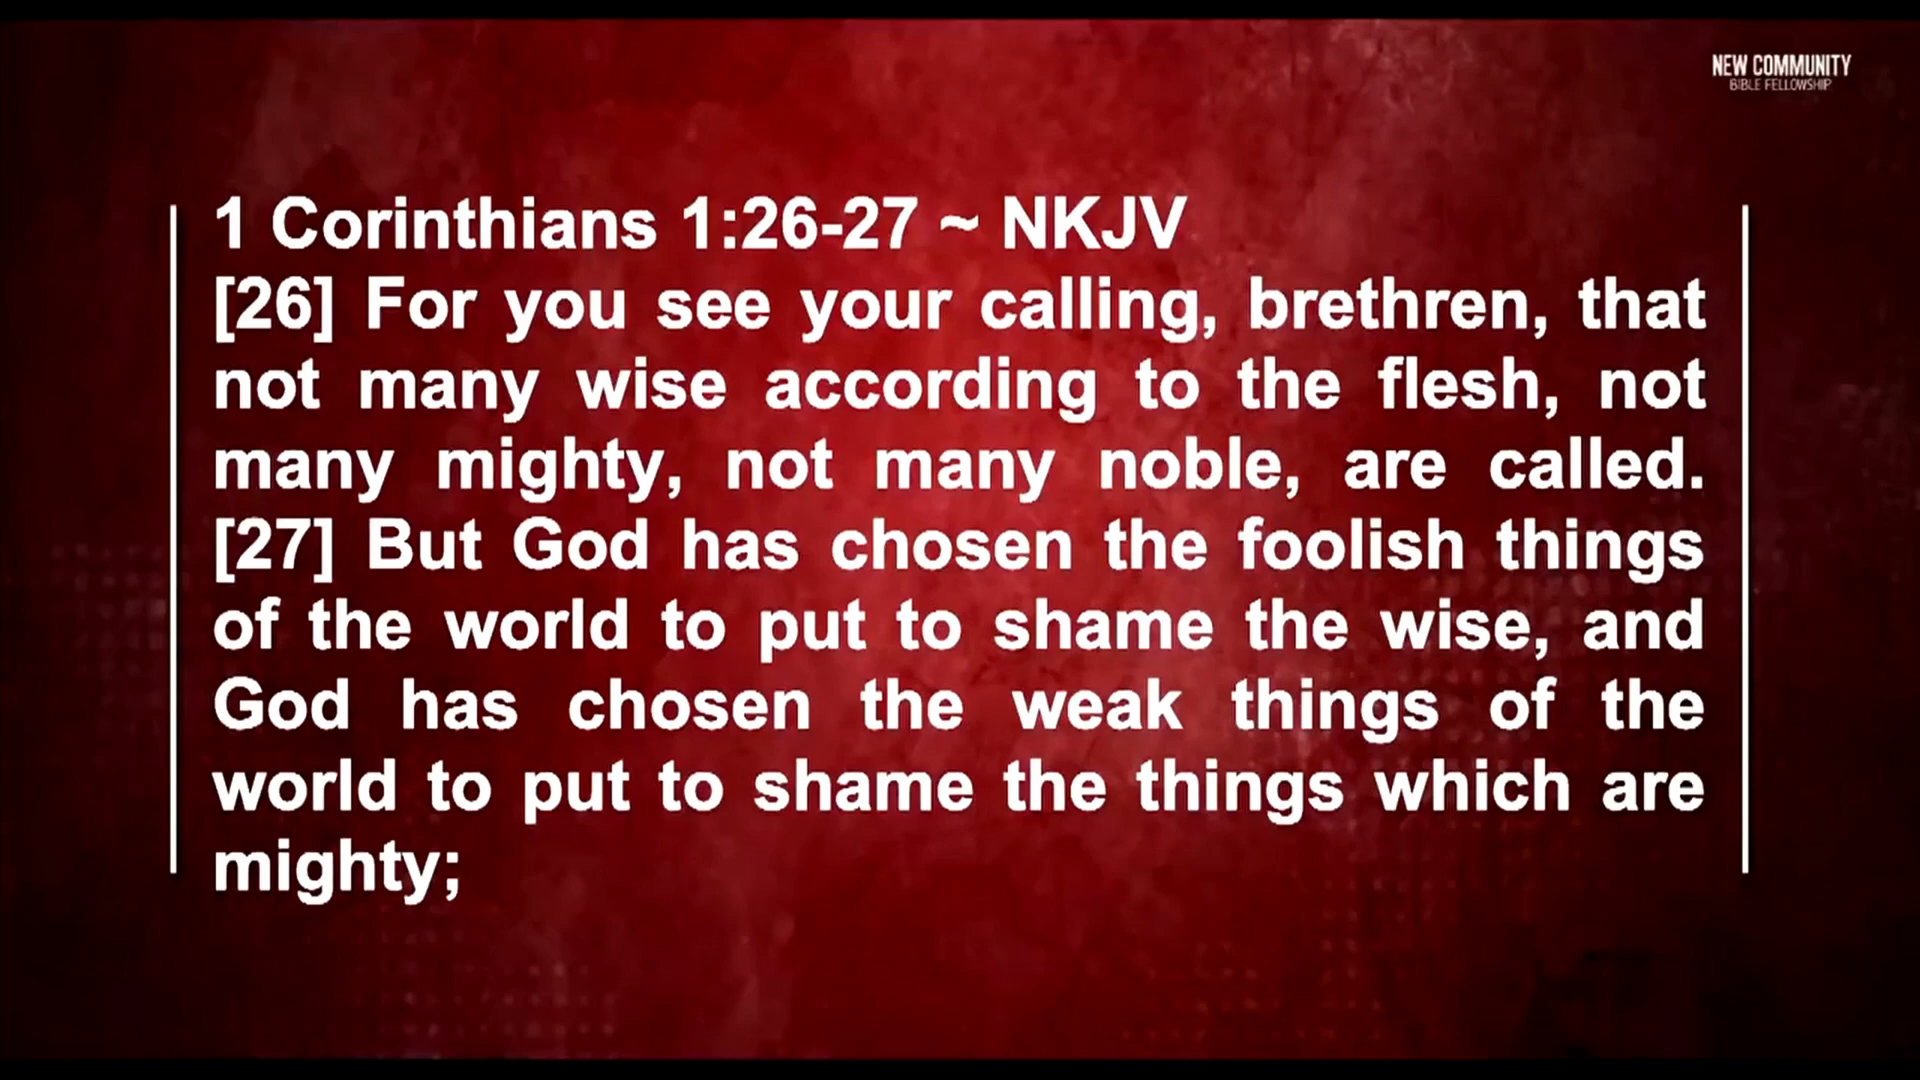 NEW COMMUNITY
BIBLE FELLOWSHIP
1 Corinthians 1:26-27 ~ NKJV
[26] For you see your calling, brethren, that
not many wise according to the flesh, not
many mighty, not many noble, are called.
[27] But God has chosen the foolish things
of the world to put to shame the wise, and
God has chosen the weak things of the
world to put to shame the things which are
mighty;